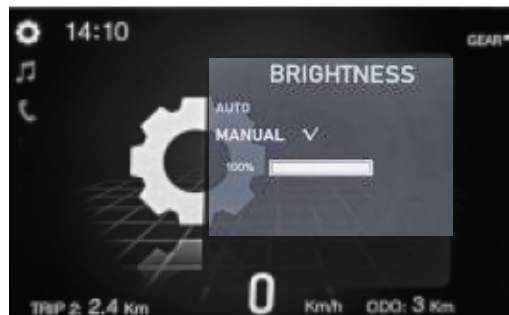 14:10
GEAR
BRIGHTNESS
AUTO
MANUAL
100%
0 Km/h
TRIP 2: 2.4 Km
ODO: 3 Km